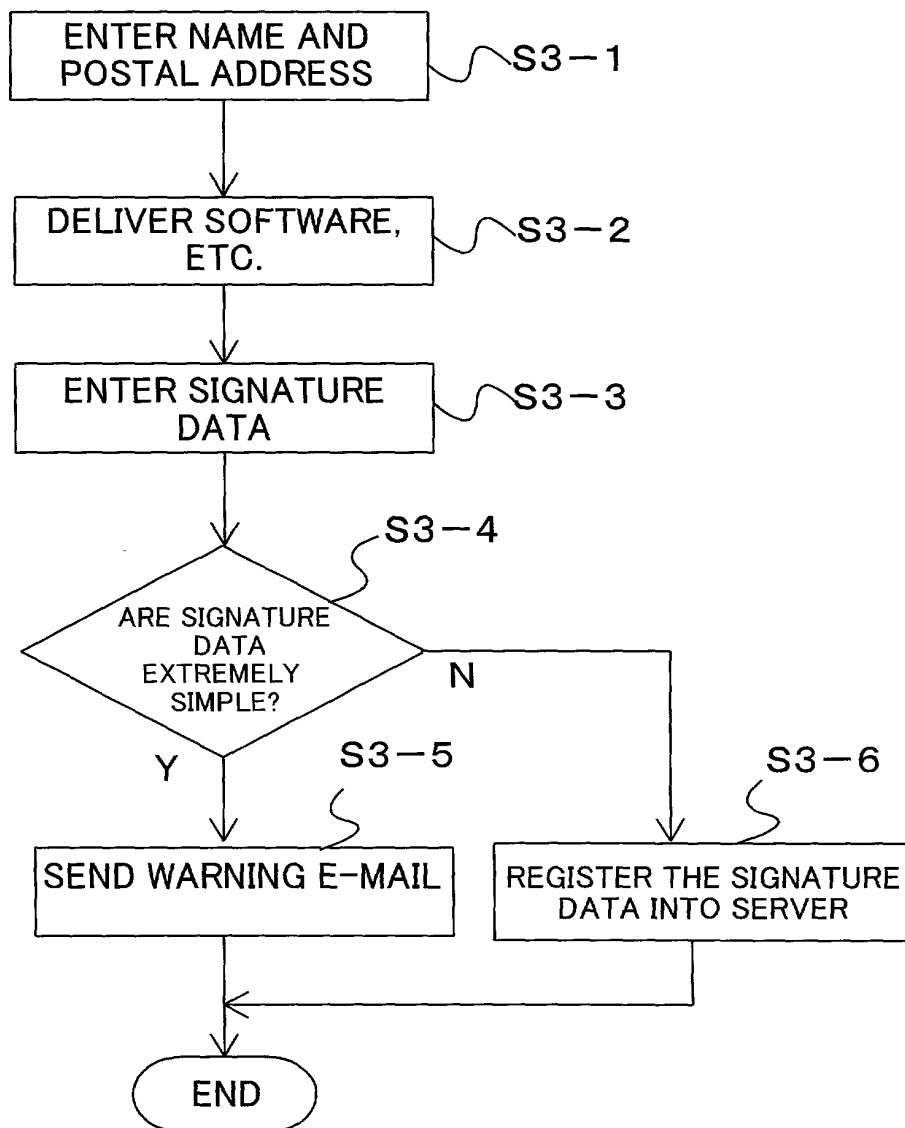 ENTER NAME AND
POSTAL ADDRESS
S3-1
DELIVER SOFTWARE,
ETC.
S3-2
ENTER SIGNATURE
DATA
S3-3
S3-4
ARE SIGNATURE
DATA
EXTREMELY
SIMPLE?
N
Y
S3-5
S3-6
SEND WARNING E-MAIL
REGISTER THE SIGNATURE
DATA INTO SERVER
END